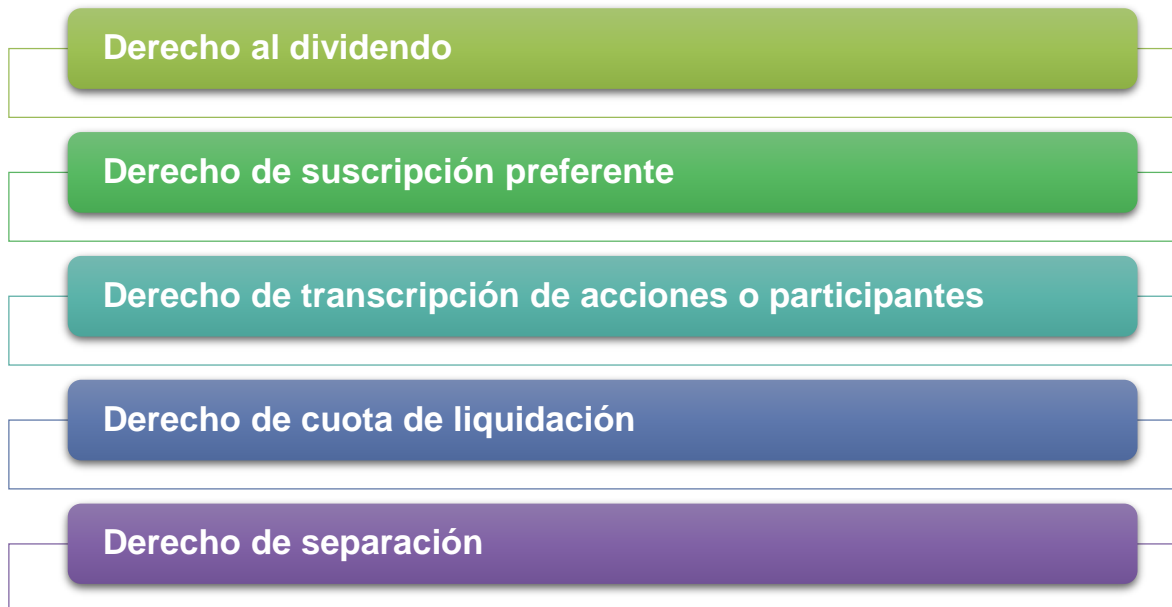 Derecho al dividendo
Derecho de suscripción preferente
Derecho de transcripción de acciones o participantes
Derecho de cuota de liquidación
Derecho de separación